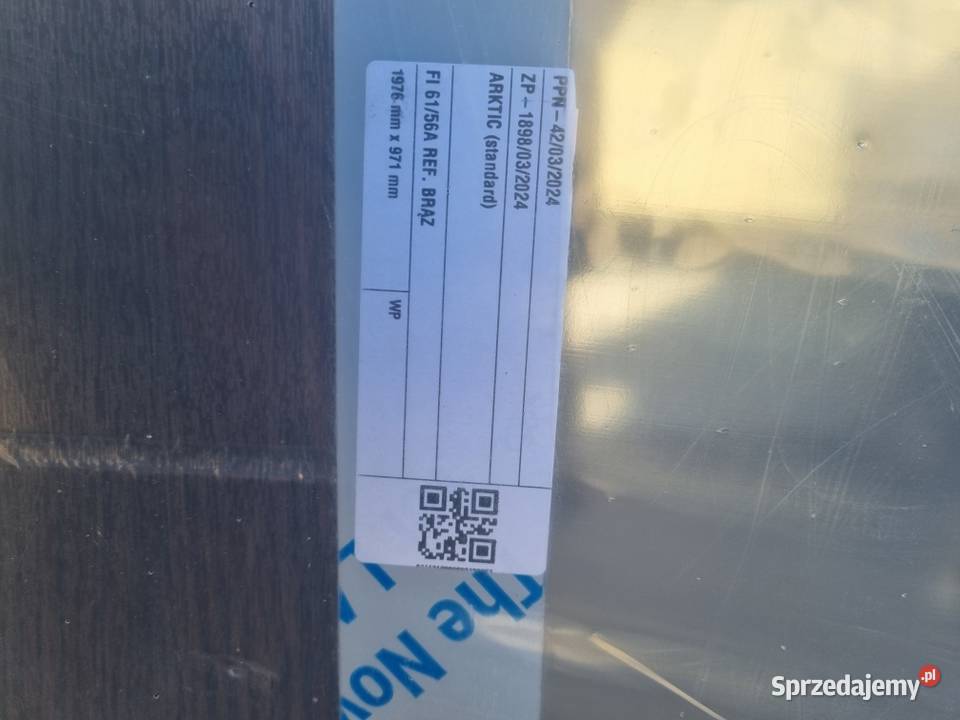 PPN-42/03/2024
ZP-1898/03/2024
ARKTIC (standard)
FI 61/56A REF. BRĄZ
1976 mm x 971 mm
WP
the Nov
Sprzedajemy.pl